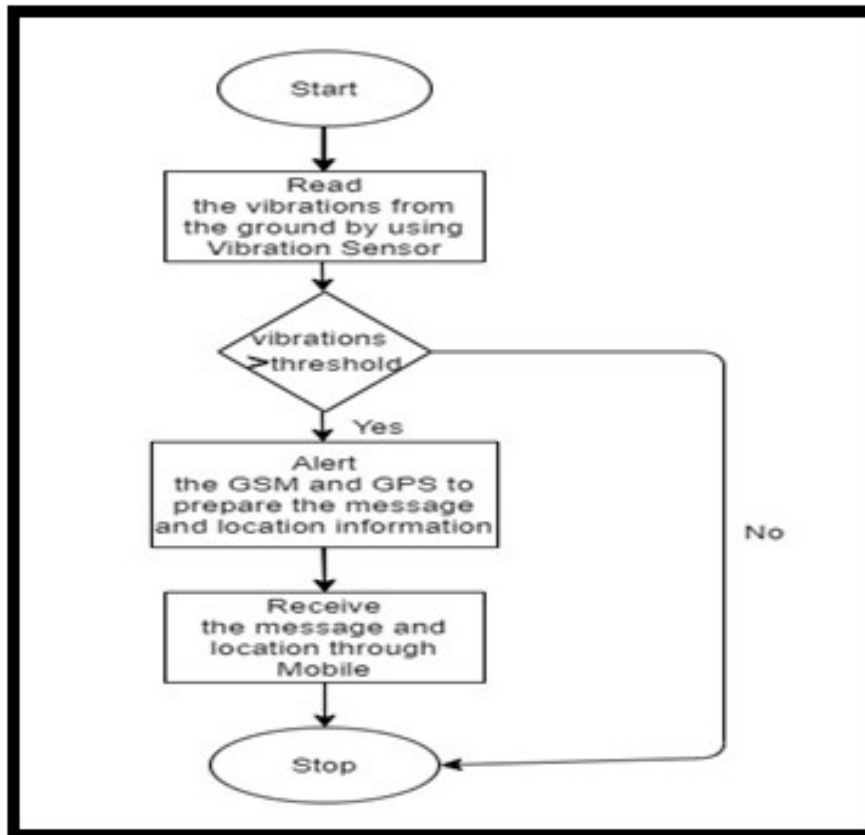 Start
Read
the vibrations from
the ground by using
Vibration Sensor
vibrations
>threshold
Yes
Alert
the GSM and GPS to
prepare the message
and location information
No
Receive
the message and
location through
Mobile
Stop